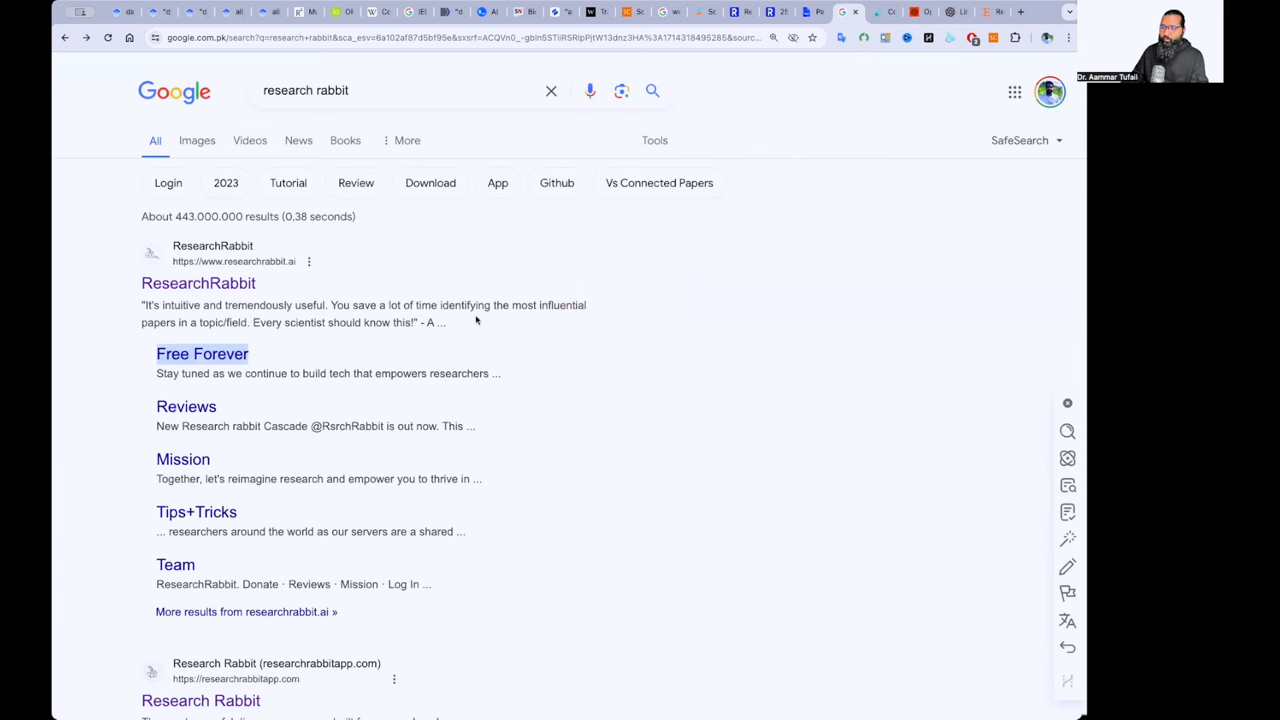 google.com.pk/search?q=research+rabbit&sca_esv=6a102af87d5bf95e&sxsrf=ACQVn0_-gbln5STiiRSRlpPjtW13dnz3HA%3A1714318495285&sourc...
Dr. Aammar Tufail
Google
research rabbit
All Images Videos News Books More Tools SafeSearch
Login 2023 Tutorial Review Download App Github Vs Connected Papers
About 443.000.000 results (0,38 seconds)
ResearchRabbit
https://www.researchrabbit.ai
ResearchRabbit
"It's intuitive and tremendously useful. You save a lot of time identifying the most influential
papers in a topic/field. Every scientist should know this!" - A ...
Free Forever
Stay tuned as we continue to build tech that empowers researchers ...
Reviews
New Research rabbit Cascade @RsrchRabbit is out now. This ...
Mission
Together, let's reimagine research and empower you to thrive in ...
Tips+Tricks
... researchers around the world as our servers are a shared ...
Team
ResearchRabbit. Donate · Reviews · Mission · Log In ...
More results from researchrabbit.ai »
Research Rabbit (researchrabbitapp.com)
https://researchrabbitapp.com
Research Rabbit